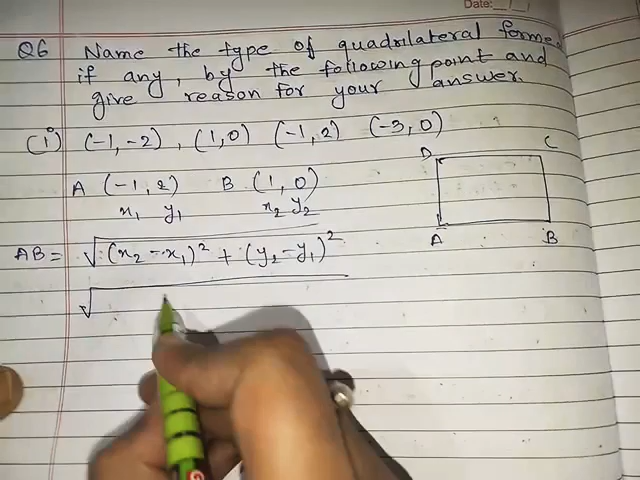 Date:
Q6 Name the type of quadrilateral forme,
if any, by the following point and
give reason for your answer.
(i) (-1,-2), (1,0) (-1,2) (-3,0)
A (-1,2) B (1,0)
x₁ y₁ x₂ y₂
D C
A B
AB = √(x₂-x₁)² + (y₂-y₁)²
√